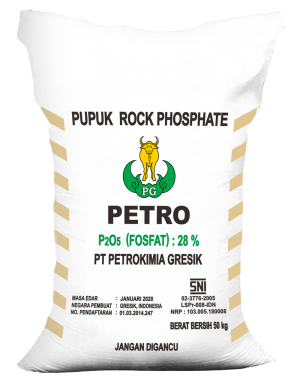 PUPUK ROCK PHOSPHATE
PG
PETRO
P2O5 (FOSFAT) : 28 %
PT PETROKIMIA GRESIK
MASA EDAR : JANUARI 2020
NEGARA PEMBUAT : GRESIK, INDONESIA
NO. PENDAFTARAN : 01.03.2014.247
SNI
02-3776-2005
LSPr-008-IDN
NRP : 103.005.180006
BERAT BERSIH 50 kg
JANGAN DIGANCU